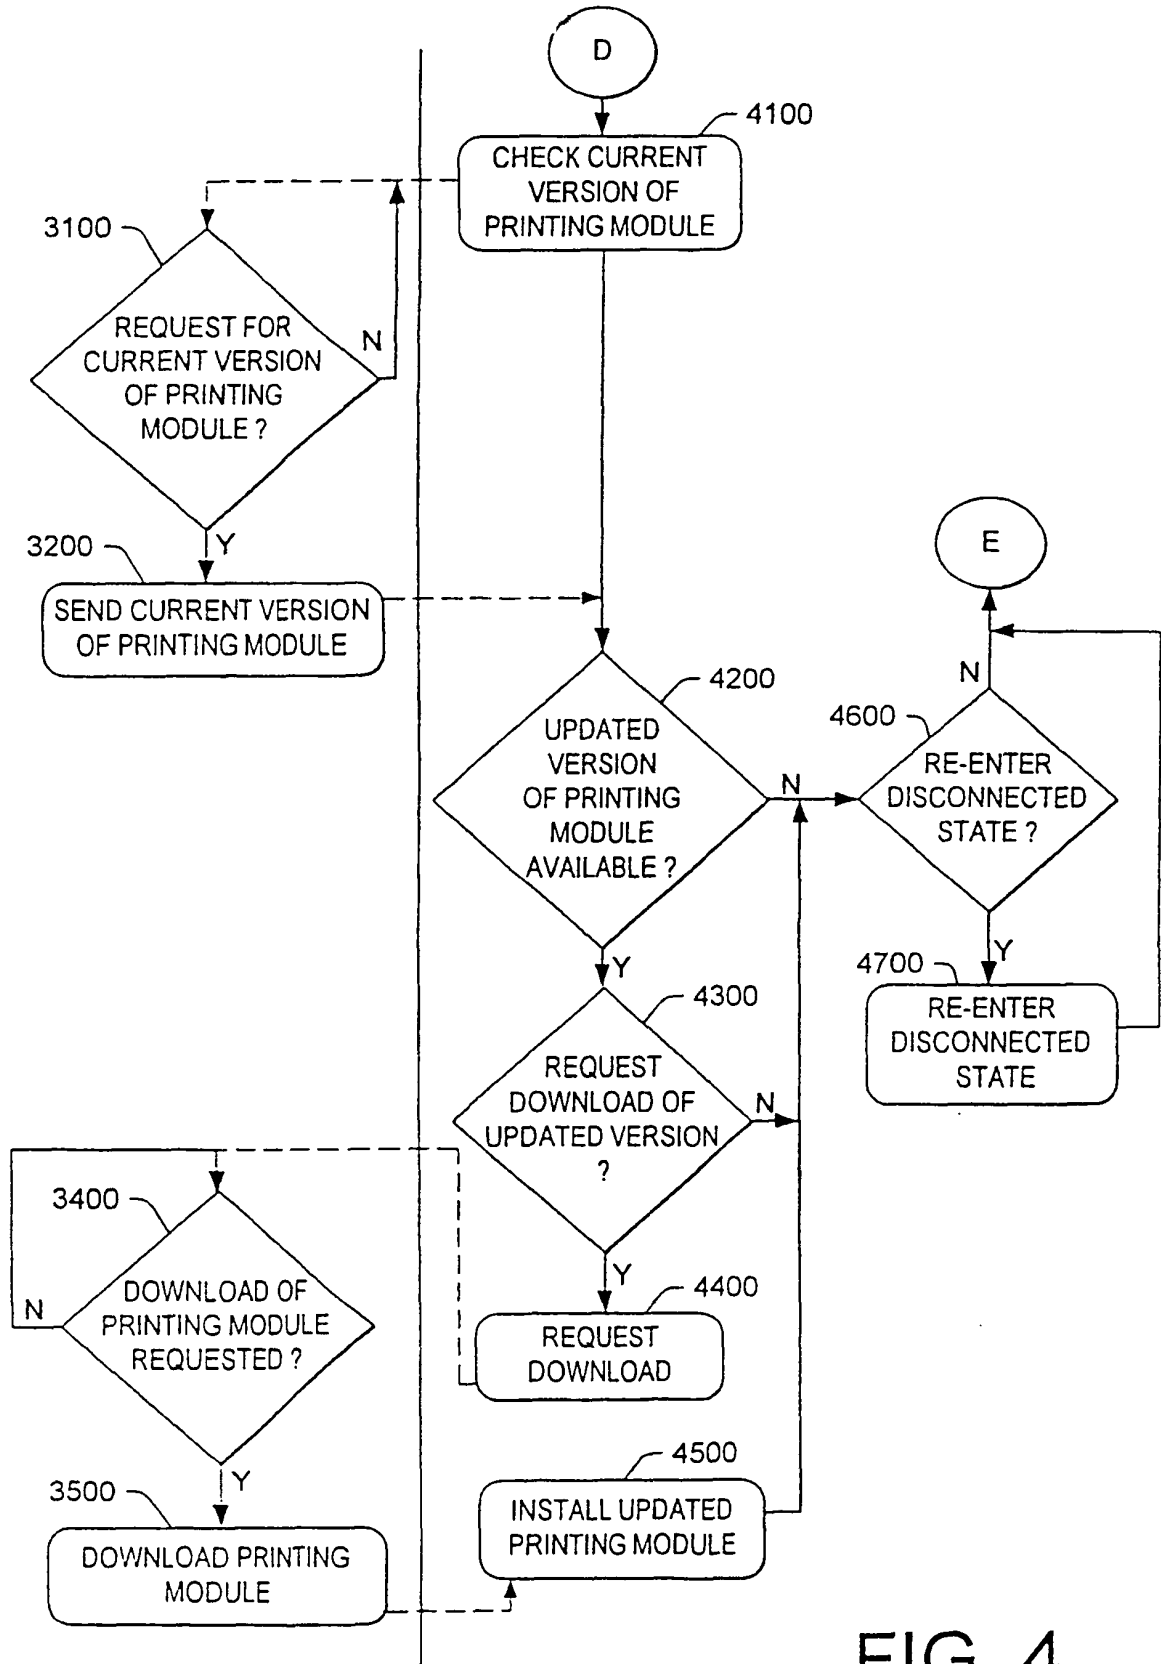 D
4100
CHECK CURRENT
VERSION OF
PRINTING MODULE
3100
REQUEST FOR
CURRENT VERSION
OF PRINTING
MODULE ?
N
Y
3200
SEND CURRENT VERSION
OF PRINTING MODULE
E
4200
UPDATED
VERSION
OF PRINTING
MODULE
AVAILABLE ?
N
Y
4600
RE-ENTER
DISCONNECTED
STATE ?
N
Y
4700
RE-ENTER
DISCONNECTED
STATE
4300
REQUEST
DOWNLOAD OF
UPDATED VERSION
?
N
Y
3400
DOWNLOAD OF
PRINTING MODULE
REQUESTED ?
N
Y
4400
REQUEST
DOWNLOAD
4500
INSTALL UPDATED
PRINTING MODULE
3500
DOWNLOAD PRINTING
MODULE
FIG. 4